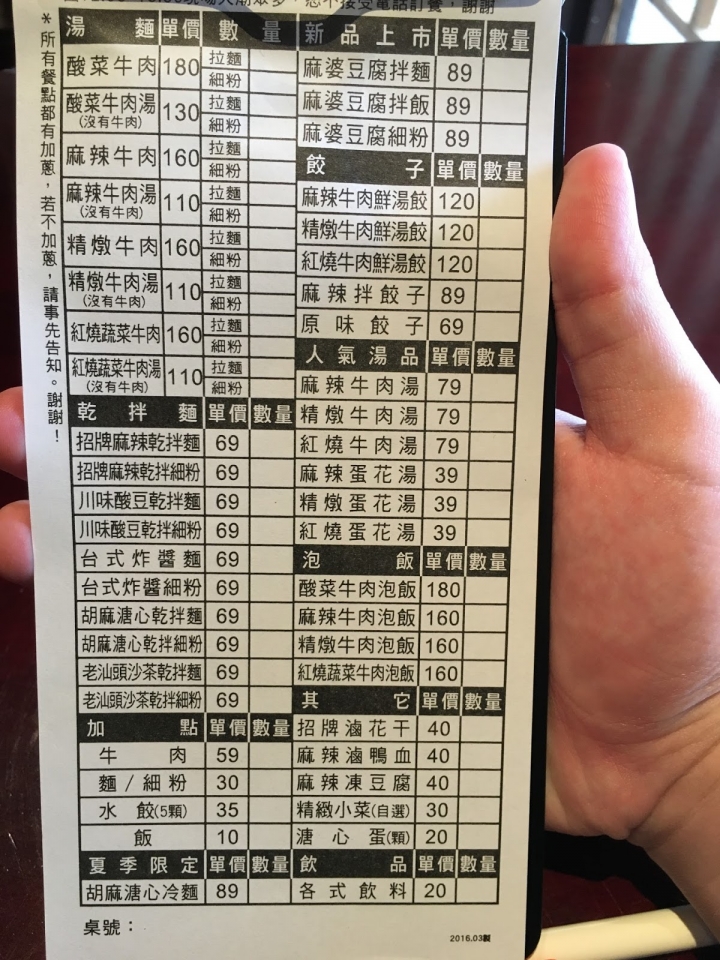 現場人潮眾多,恕不接受電話訂餐,謝謝
*所有餐點都有加蔥,若不加蔥,請事先告知。謝謝!
湯麵 單價 數量
酸菜牛肉 180 拉麵 細粉
酸菜牛肉湯 (沒有牛肉) 130 拉麵 細粉
麻辣牛肉 160 拉麵 細粉
麻辣牛肉湯 (沒有牛肉) 110 拉麵 細粉
精燉牛肉 160 拉麵 細粉
精燉牛肉湯 (沒有牛肉) 110 拉麵 細粉
紅燒蔬菜牛肉 160 拉麵 細粉
紅燒蔬菜牛肉湯 (沒有牛肉) 110 拉麵 細粉
乾拌麵 單價 數量
招牌麻辣乾拌麵 69
招牌麻辣乾拌細粉 69
川味酸豆乾拌麵 69
川味酸豆乾拌細粉 69
台式炸醬麵 69
台式炸醬細粉 69
胡麻溏心乾拌麵 69
胡麻溏心乾拌細粉 69
老汕頭沙茶乾拌麵 69
老汕頭沙茶乾拌細粉 69
加點 單價 數量
牛肉 59
麵/細粉 30
水餃(5顆) 35
飯 10
夏季限定 單價 數量
胡麻溏心冷麵 89
新品上市 單價 數量
麻婆豆腐拌麵 89
麻婆豆腐拌飯 89
麻婆豆腐細粉 89
餃子 單價 數量
麻辣牛肉鮮湯餃 120
精燉牛肉鮮湯餃 120
紅燒牛肉鮮湯餃 120
麻辣拌餃子 89
原味餃子 69
人氣湯品 單價 數量
麻辣牛肉湯 79
精燉牛肉湯 79
紅燒牛肉湯 79
麻辣蛋花湯 39
精燉蛋花湯 39
紅燒蛋花湯 39
泡飯 單價 數量
酸菜牛肉泡飯 180
麻辣牛肉泡飯 160
精燉牛肉泡飯 160
紅燒蔬菜牛肉泡飯 160
其它 單價 數量
招牌滷花干 40
麻辣滷鴨血 40
麻辣凍豆腐 40
精緻小菜(自選) 30
溏心蛋(顆) 20
飲品 單價 數量
各式飲料 20
桌號:
2016.03製